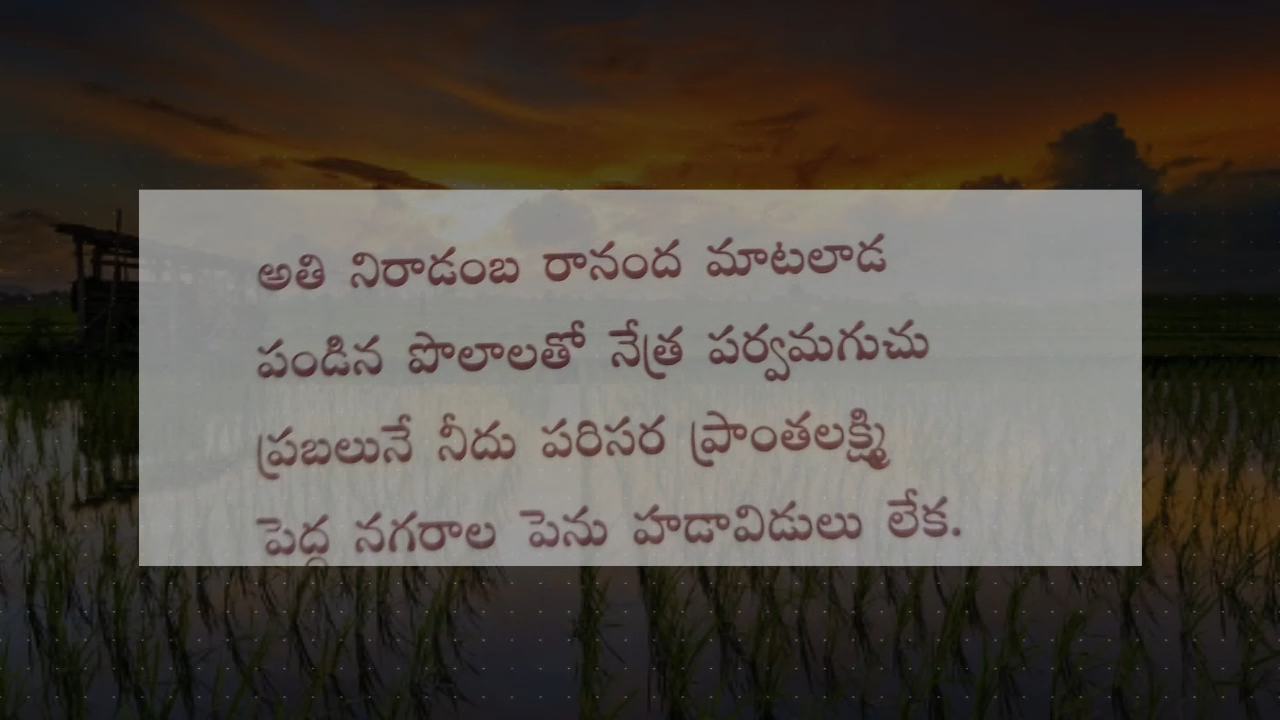 అతి నిరాడంబ రానంద మాటలాడ
పండిన పొలాలతో నేత్ర పర్వమగుచు
ప్రబలునే నీదు పరిసర ప్రాంతలక్ష్మి
పెద్ద నగరాల పెను హడావిడులు లేక.